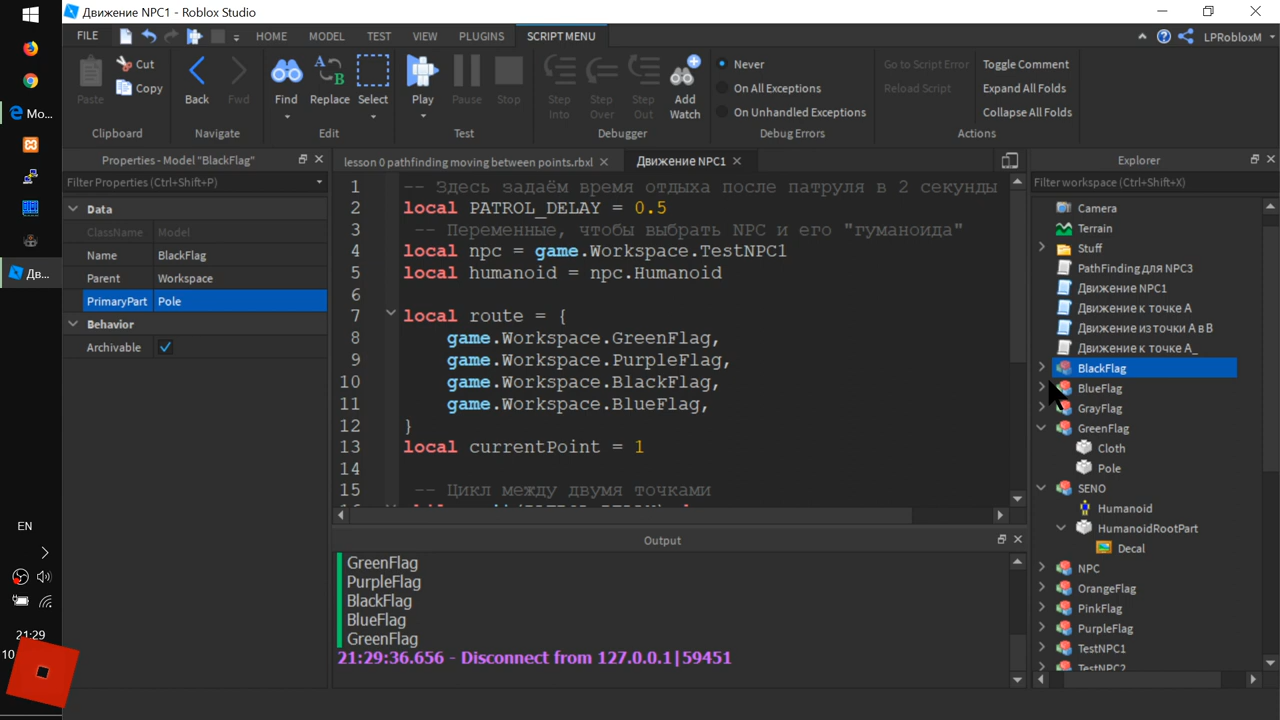 Движение NPC1 - Roblox Studio
FILE HOME MODEL TEST VIEW PLUGINS SCRIPT MENU LPRobloxM
Paste Cut Copy
Back Fwd
Find Replace Select
Play Pause Stop
Step Into Step Over Step Out Add Watch
Never
On All Exceptions
On Unhandled Exceptions
Go to Script Error
Reload Script
Toggle Comment
Expand All Folds
Collapse All Folds
Clipboard Navigate Edit Test Debugger Debug Errors Actions
Mo...
Дв...
EN
21:29
10
Properties - Model "BlackFlag"
Filter Properties (Ctrl+Shift+P)
Data
ClassName Model
Name BlackFlag
Parent Workspace
PrimaryPart Pole
Behavior
Archivable
lesson 0 pathfinding moving between points.rbxl Движение NPC1
1 -- Здесь задаём время отдыха после патруля в 2 секунды
2 local PATROL_DELAY = 0.5
3 -- Переменные, чтобы выбрать NPC и его "гуманоида"
4 local npc = game.Workspace.TestNPC1
5 local humanoid = npc.Humanoid
6
7 local route = {
8 game.Workspace.GreenFlag,
9 game.Workspace.PurpleFlag,
10 game.Workspace.BlackFlag,
11 game.Workspace.BlueFlag,
12 }
13 local currentPoint = 1
14
15 -- Цикл между двумя точками
Output
GreenFlag
PurpleFlag
BlackFlag
BlueFlag
GreenFlag
21:29:36.656 - Disconnect from 127.0.0.1|59451
Explorer
Filter workspace (Ctrl+Shift+X)
Camera
Terrain
Stuff
PathFinding для NPC3
Движение NPC1
Движение к точке А
Движение из точки А в В
Движение к точке А_
BlackFlag
BlueFlag
GrayFlag
GreenFlag
Cloth
Pole
SENO
Humanoid
HumanoidRootPart
Decal
NPC
OrangeFlag
PinkFlag
PurpleFlag
TestNPC1
TestNPC2